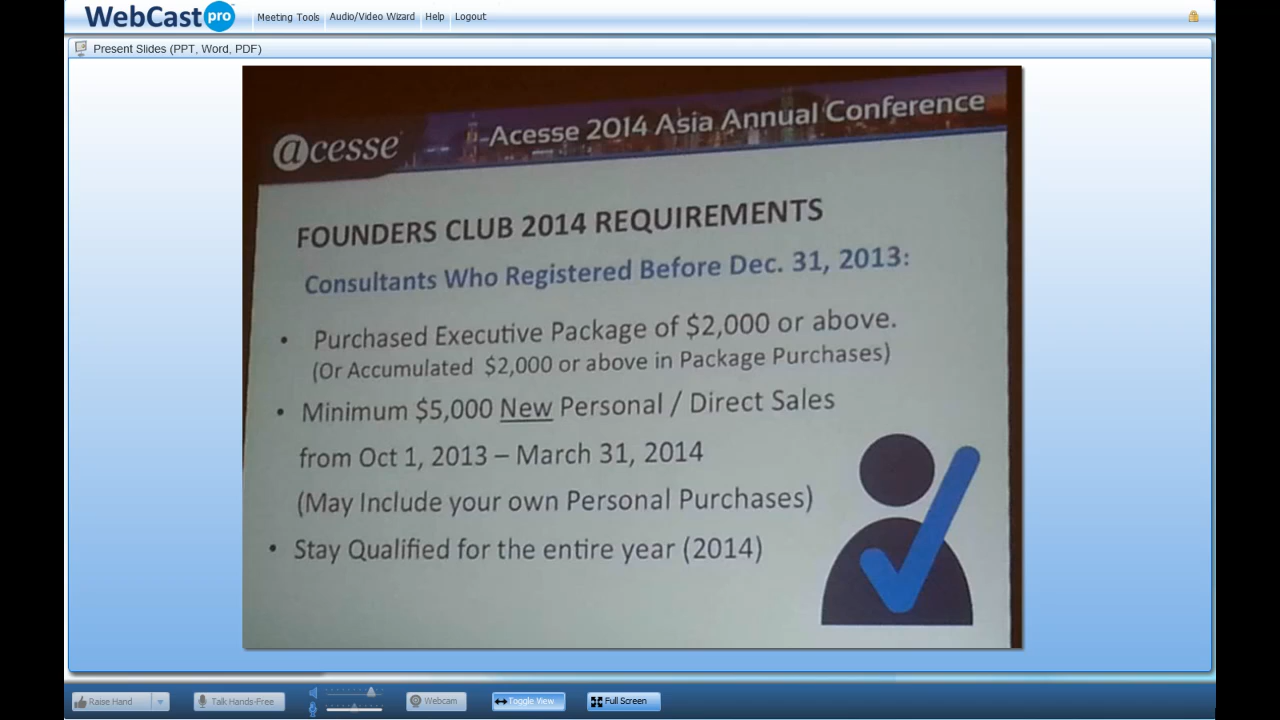 WebCast pro
Meeting Tools Audio/Video Wizard Help Logout
Present Slides (PPT, Word, PDF)
acesse
Acesse 2014 Asia Annual Conference
FOUNDERS CLUB 2014 REQUIREMENTS
Consultants Who Registered Before Dec. 31, 2013:
• Purchased Executive Package of $2,000 or above.
(Or Accumulated $2,000 or above in Package Purchases)
• Minimum $5,000 New Personal / Direct Sales
from Oct 1, 2013 – March 31, 2014
(May Include your own Personal Purchases)
• Stay Qualified for the entire year (2014)
Raise Hand Talk Hands-Free Webcam Toggle View Full Screen